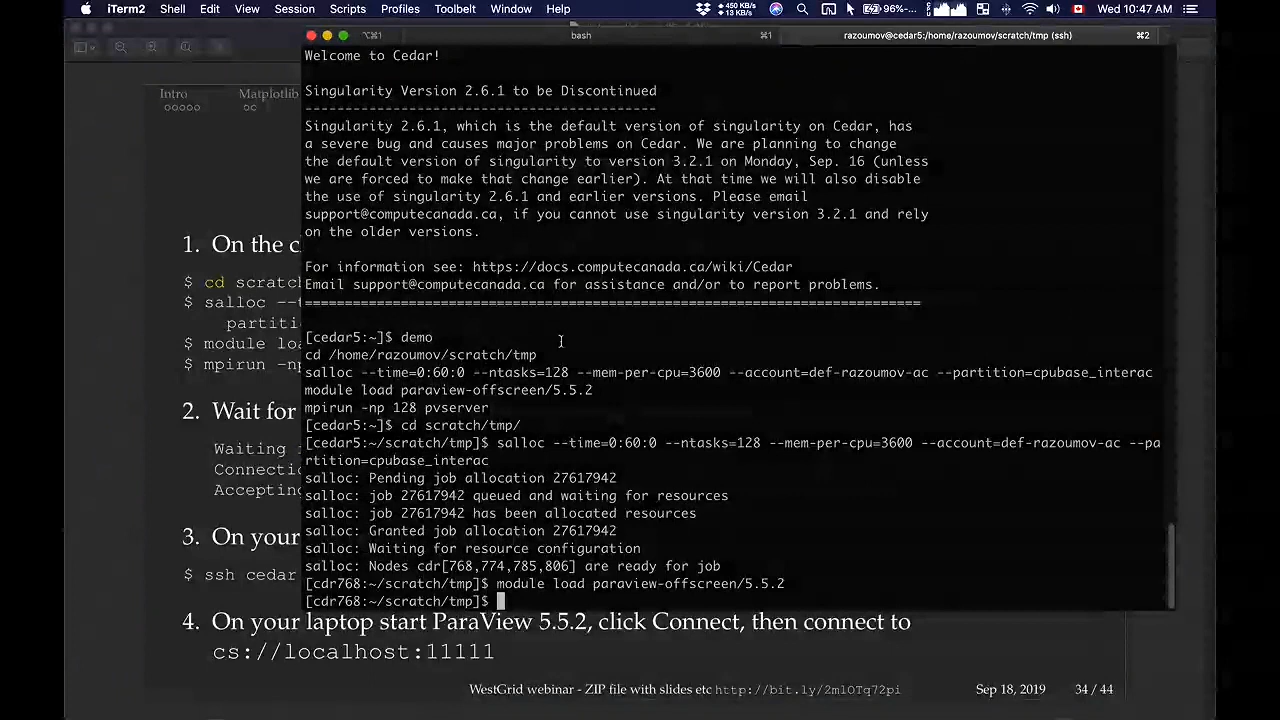 iTerm2 Shell Edit View Session Scripts Profiles Toolbelt Window Help 450 KB/s 13 KB/s 96% Wed 10:47 AM
⌥⌘1 bash ⌘1 razoumov@cedar5:/home/razoumov/scratch/tmp (ssh) ⌘2
Intro Matplotlib
Welcome to Cedar!
Singularity Version 2.6.1 to be Discontinued
-------------------------------------------
Singularity 2.6.1, which is the default version of singularity on Cedar, has
a severe bug and causes major problems on Cedar. We are planning to change
the default version of singularity to version 3.2.1 on Monday, Sep. 16 (unless
we are forced to make that change earlier). At that time we will also disable
the use of singularity 2.6.1 and earlier versions. Please email
support@computecanada.ca, if you cannot use singularity version 3.2.1 and rely
on the older versions.
For information see: https://docs.computecanada.ca/wiki/Cedar
Email support@computecanada.ca for assistance and/or to report problems.
=============================================================================
[cedar5:~]$ demo
cd /home/razoumov/scratch/tmp
salloc --time=0:60:0 --ntasks=128 --mem-per-cpu=3600 --account=def-razoumov-ac --partition=cpubase_interac
module load paraview-offscreen/5.5.2
mpirun -np 128 pvserver
[cedar5:~]$ cd scratch/tmp/
[cedar5:~/scratch/tmp]$ salloc --time=0:60:0 --ntasks=128 --mem-per-cpu=3600 --account=def-razoumov-ac --pa
rtition=cpubase_interac
salloc: Pending job allocation 27617942
salloc: job 27617942 queued and waiting for resources
salloc: job 27617942 has been allocated resources
salloc: Granted job allocation 27617942
salloc: Waiting for resource configuration
salloc: Nodes cdr[768,774,785,806] are ready for job
[cdr768:~/scratch/tmp]$ module load paraview-offscreen/5.5.2
[cdr768:~/scratch/tmp]$
1. On the c
$ cd scratch
$ salloc --t
partiti
$ module loa
$ mpirun -np
2. Wait for
Waiting
Connecti
Accepting
3. On your
$ ssh cedar
4. On your laptop start ParaView 5.5.2, click Connect, then connect to
cs://localhost:11111
WestGrid webinar - ZIP file with slides etc http://bit.ly/2mlOTq72pi Sep 18, 2019 34 / 44